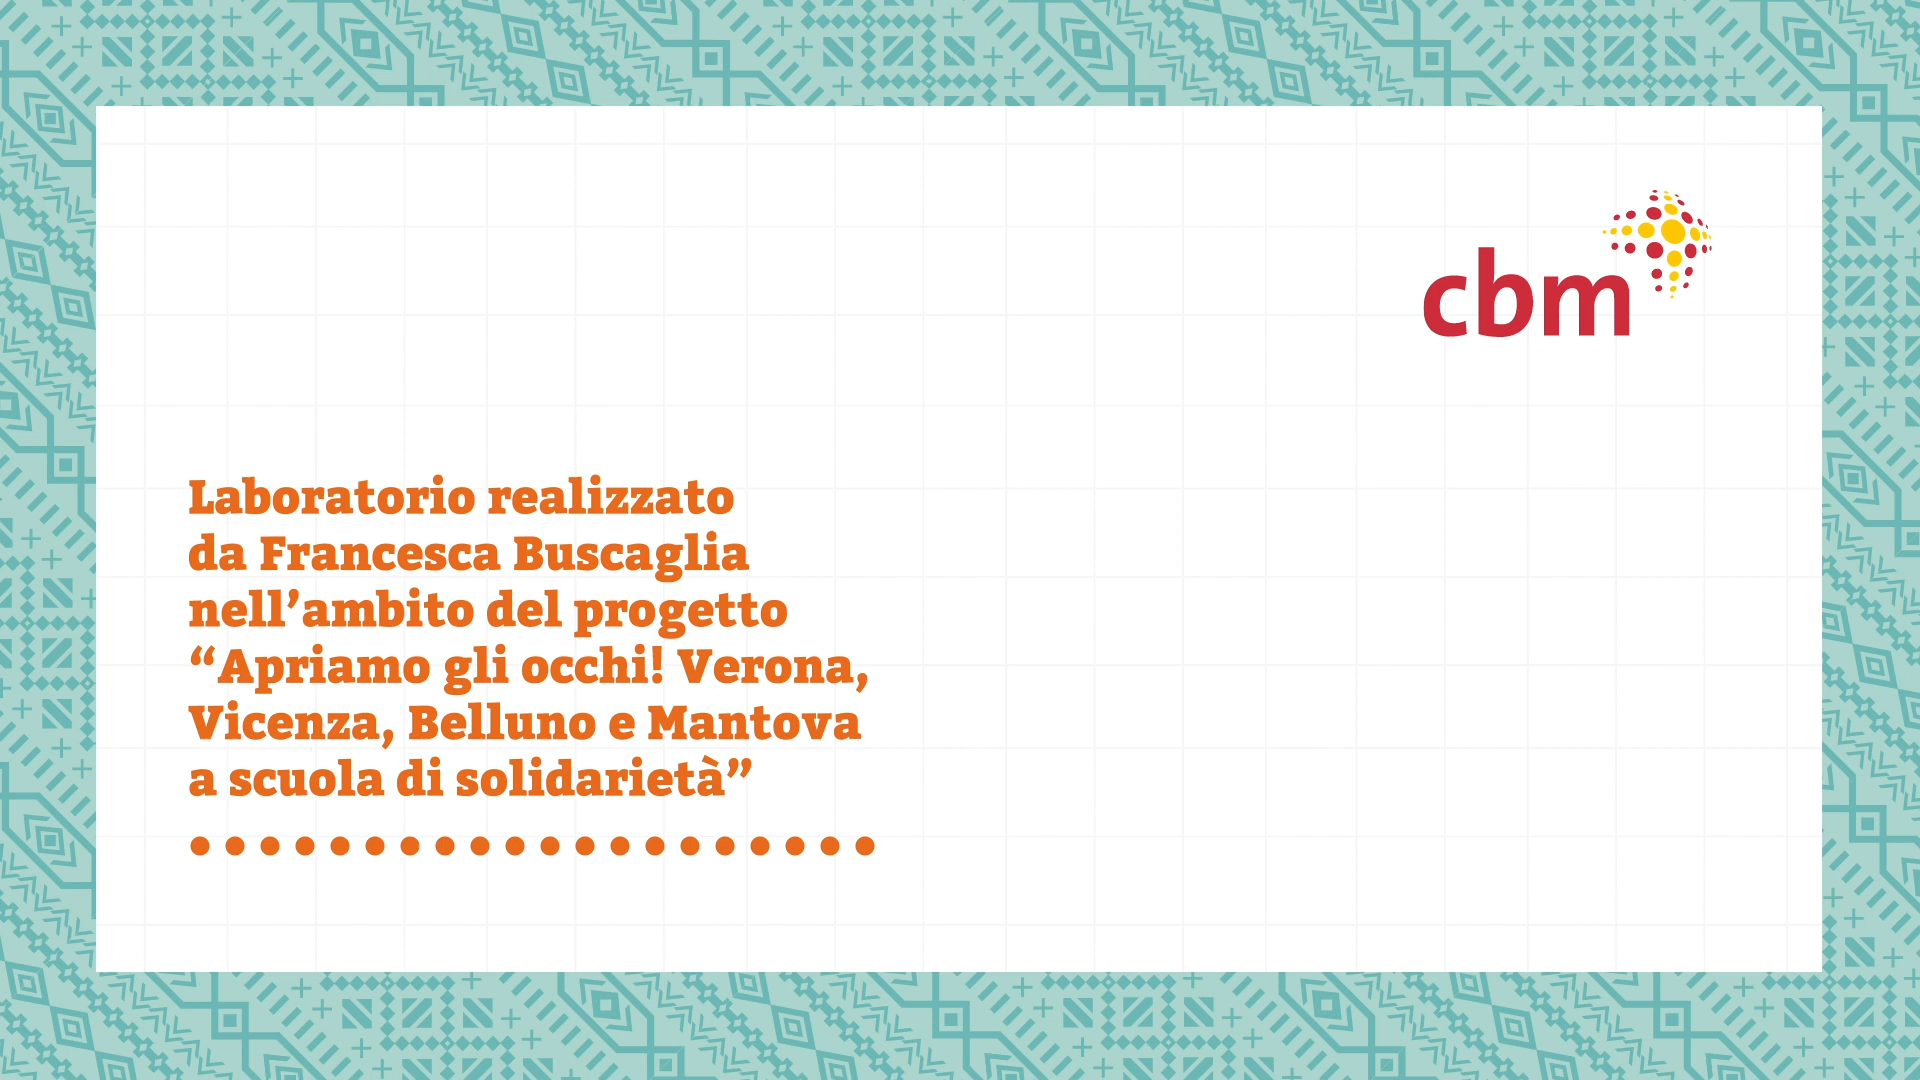 cbm
Laboratorio realizzato
da Francesca Buscaglia
nell’ambito del progetto
“Apriamo gli occhi! Verona,
Vicenza, Belluno e Mantova
a scuola di solidarietà”